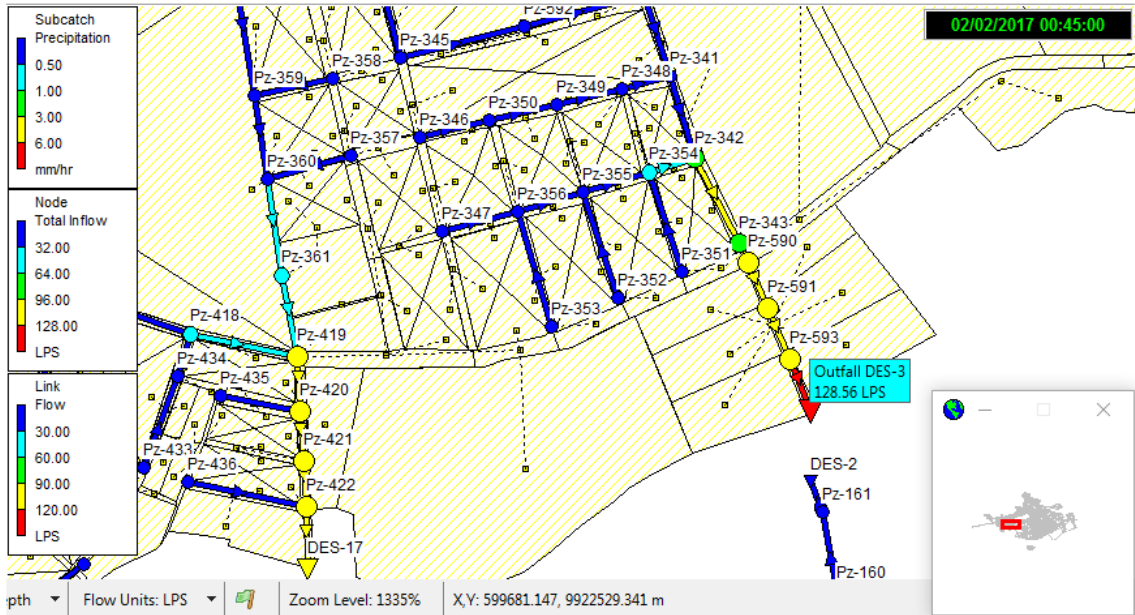 Subcatch
Precipitation
0.50
1.00
3.00
6.00
mm/hr
Node
Total Inflow
32.00
64.00
96.00
128.00
LPS
Link
Flow
30.00
60.00
90.00
120.00
LPS
02/02/2017 00:45:00
Pz-592
Pz-345
Pz-341
Pz-358
Pz-359
Pz-348
Pz-349
Pz-350
Pz-346
Pz-357
Pz-342
Pz-354
Pz-360
Pz-355
Pz-356
Pz-347
Pz-343
Pz-590
Pz-351
Pz-361
Pz-352
Pz-591
Pz-353
Pz-418
Pz-419
Pz-593
Pz-434
Pz-435
Outfall DES-3
128.56 LPS
Pz-420
Pz-421
Pz-433
Pz-436
DES-2
Pz-422
Pz-161
DES-17
Pz-160
epth
Flow Units: LPS
Zoom Level: 1335%
X,Y: 599681.147, 9922529.341 m